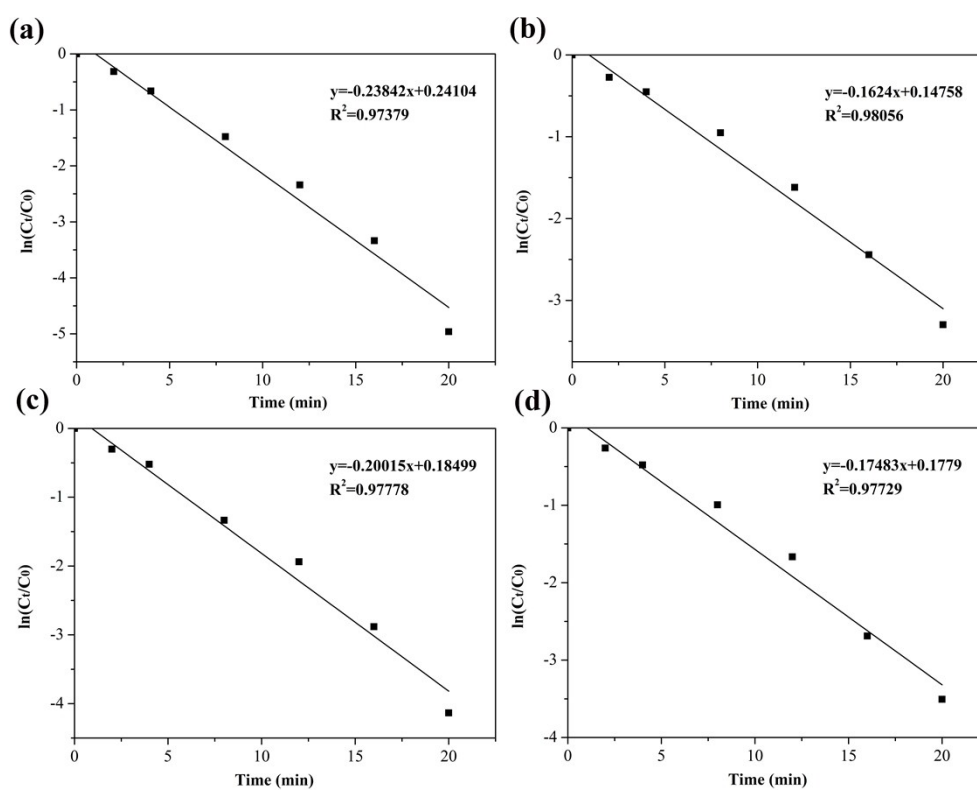 (a)
0
-1
-2
-3
-4
-5
ln(Ct/C0)
y=-0.23842x+0.24104
R²=0.97379
0 5 10 15 20
Time (min)
(b)
0
-1
-2
-3
ln(Ct/C0)
y=-0.1624x+0.14758
R²=0.98056
0 5 10 15 20
Time (min)
(c)
0
-1
-2
-3
-4
ln(Ct/C0)
y=-0.20015x+0.18499
R²=0.97778
0 5 10 15 20
Time (min)
(d)
0
-1
-2
-3
-4
ln(Ct/C0)
y=-0.17483x+0.1779
R²=0.97729
0 5 10 15 20
Time (min)